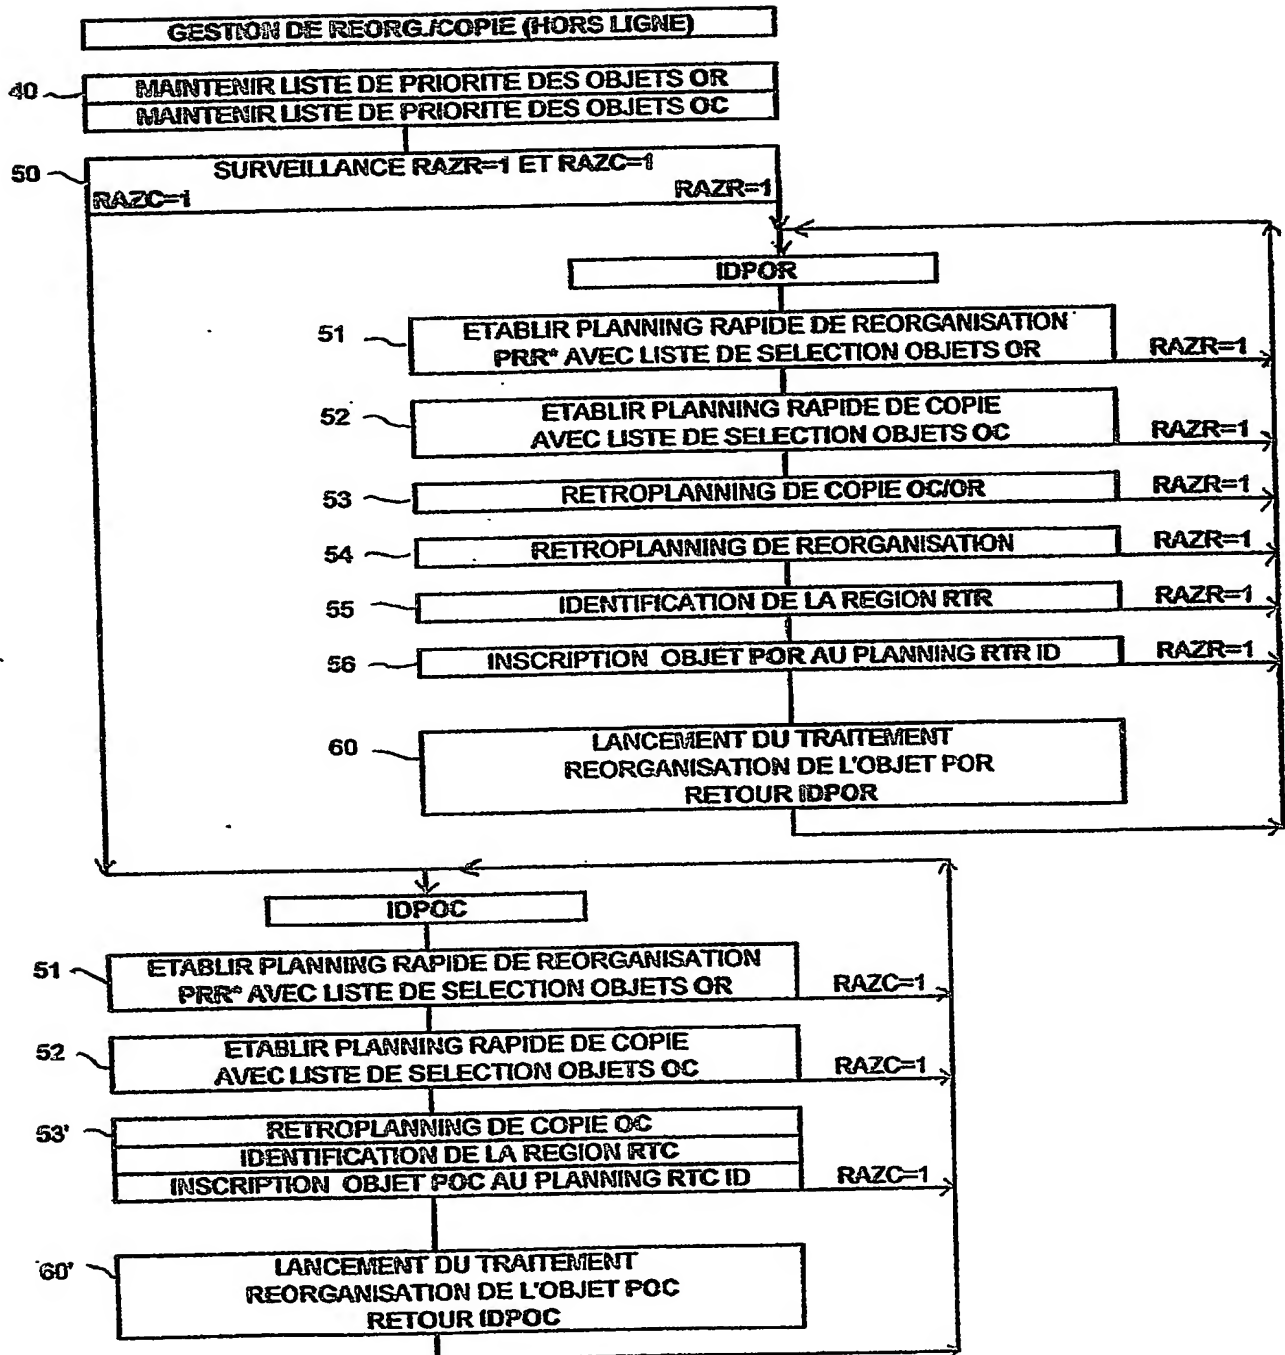 GESTION DE REORG./COPIE (HORS LIGNE)
40
MAINTENIR LISTE DE PRIORITE DES OBJETS OR
MAINTENIR LISTE DE PRIORITE DES OBJETS OC
50
SURVEILLANCE RAZR=1 ET RAZC=1
RAZC=1
RAZR=1
IDPOR
51
ETABLIR PLANNING RAPIDE DE REORGANISATION
PRR* AVEC LISTE DE SELECTION OBJETS OR
RAZR=1
52
ETABLIR PLANNING RAPIDE DE COPIE
AVEC LISTE DE SELECTION OBJETS OC
RAZR=1
53
RETROPLANNING DE COPIE OC/OR
RAZR=1
54
RETROPLANNING DE REORGANISATION
RAZR=1
55
IDENTIFICATION DE LA REGION RTR
RAZR=1
56
INSCRIPTION OBJET POR AU PLANNING RTR ID
RAZR=1
60
LANCEMENT DU TRAITEMENT
REORGANISATION DE L'OBJET POR
RETOUR IDPOR
IDPOC
51
ETABLIR PLANNING RAPIDE DE REORGANISATION
PRR* AVEC LISTE DE SELECTION OBJETS OR
RAZC=1
52
ETABLIR PLANNING RAPIDE DE COPIE
AVEC LISTE DE SELECTION OBJETS OC
RAZC=1
53'
RETROPLANNING DE COPIE OC
IDENTIFICATION DE LA REGION RTC
INSCRIPTION OBJET POC AU PLANNING RTC ID
RAZC=1
60'
LANCEMENT DU TRAITEMENT
REORGANISATION DE L'OBJET POC
RETOUR IDPOC